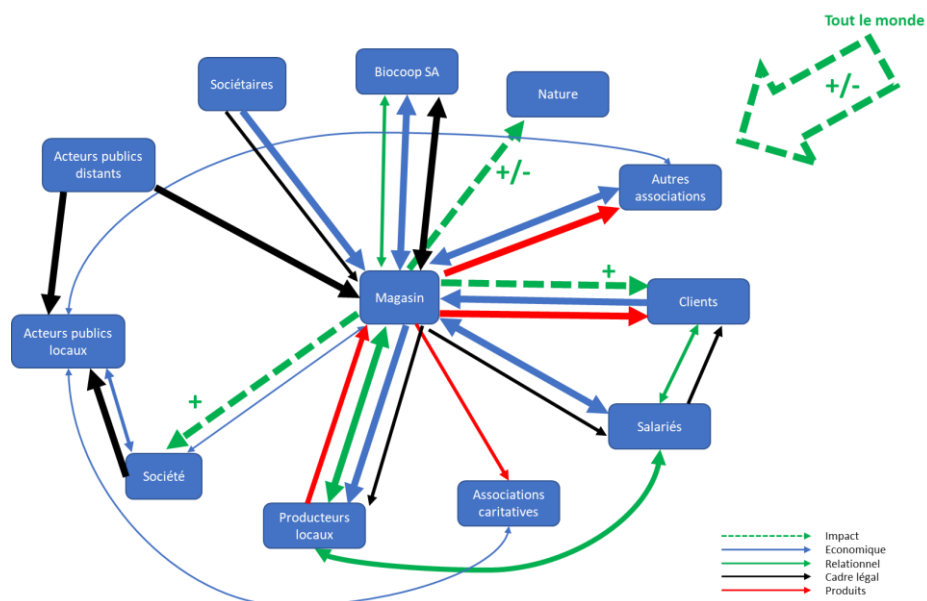 Tout le monde
+/-
Sociétaires
Biocoop SA
Nature
Acteurs publics
distants
+/-
Autres
associations
Magasin
+
Clients
Acteurs publics
locaux
+
Salariés
Société
Producteurs
locaux
Associations
caritatives
Impact
Economique
Relationnel
Cadre légal
Produits